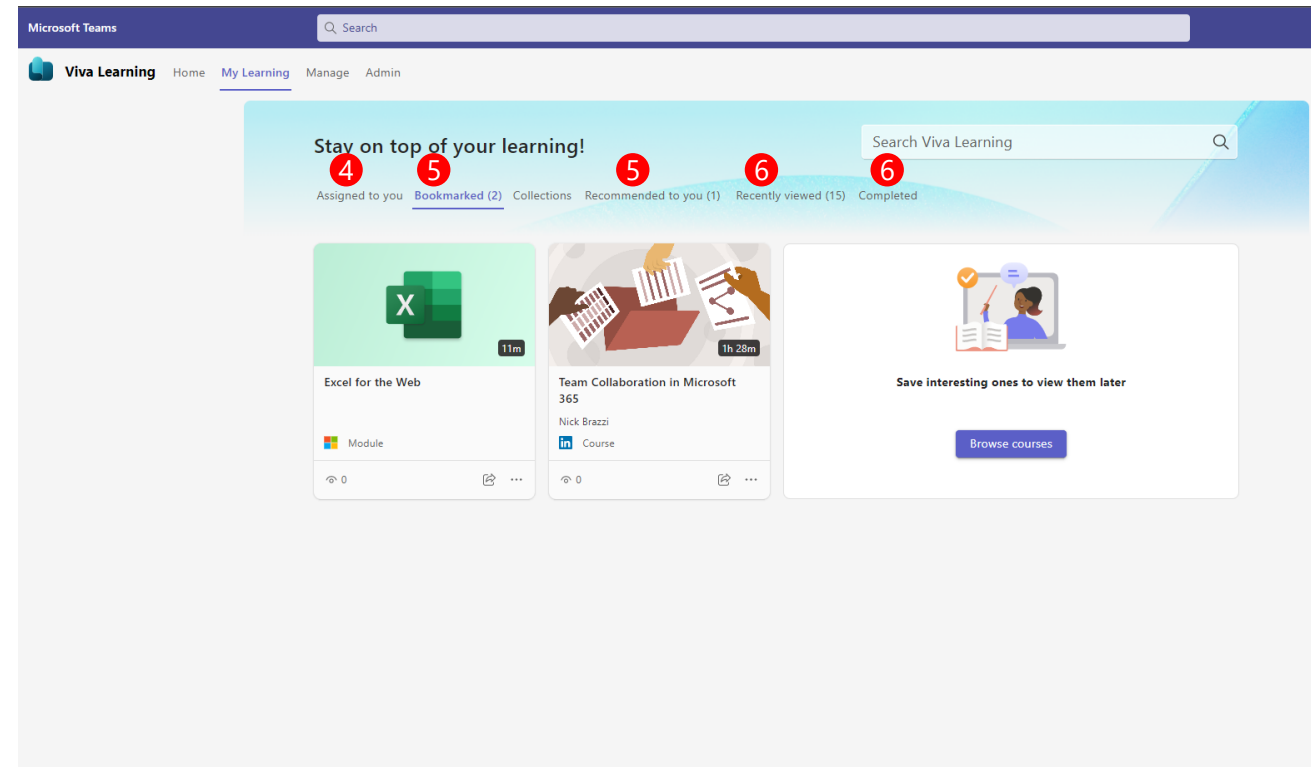 Microsoft Teams
Search
Viva Learning Home My Learning Manage Admin
Stay on top of your learning!
Search Viva Learning
4 5 5 6 6
Assigned to you Bookmarked (2) Collections Recommended to you (1) Recently viewed (15) Completed
X
11m
1h 28m
Excel for the Web
Module
0
Team Collaboration in Microsoft
365
Nick Brazzi
in Course
0
Save interesting ones to view them later
Browse courses